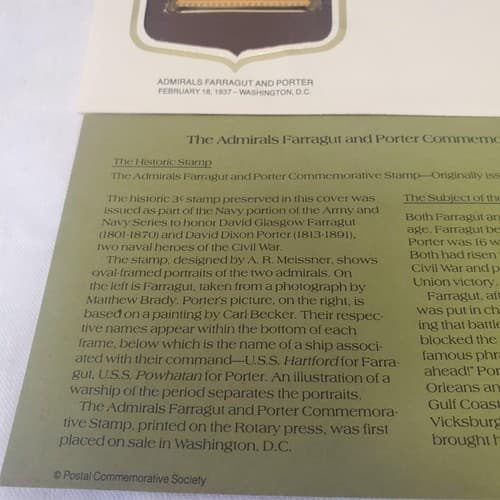 ADMIRALS FARRAGUT AND PORTER
FEBRUARY 18, 1937 – WASHINGTON, D.C.
The Admirals Farragut and Porter Commemo
The Historic Stamp
The Admirals Farragut and Porter Commemorative Stamp—Originally iss
The historic 3¢ stamp preserved in this cover was
issued as part of the Navy portion of the Army and
Navy Series to honor David Glasgow Farragut
(1801-1870) and David Dixon Porter (1813-1891),
two naval heroes of the Civil War.
The stamp, designed by A. R. Meissner, shows
oval-framed portraits of the two admirals. On
the left is Farragut, taken from a photograph by
Matthew Brady. Porter's picture, on the right, is
based on a painting by Carl Becker. Their respec-
tive names appear within the bottom of each
frame, below which is the name of a ship associ-
ated with their command—U.S.S. Hartford for Farra-
gut, U.S.S. Powhatan for Porter. An illustration of a
warship of the period separates the portraits.
The Admirals Farragut and Porter Commemora-
tive Stamp, printed on the Rotary press, was first
placed on sale in Washington, D.C.
The Subject of the
Both Farragut an
age. Farragut be
Porter was 16 w
Both had risen
Civil War and p
Union victory.
Farragut, aft
was put in cha
ing that battle
blocked the
famous phra
ahead!" Por
Orleans an
Gulf Coast
Vicksburg
brought h
© Postal Commemorative Society